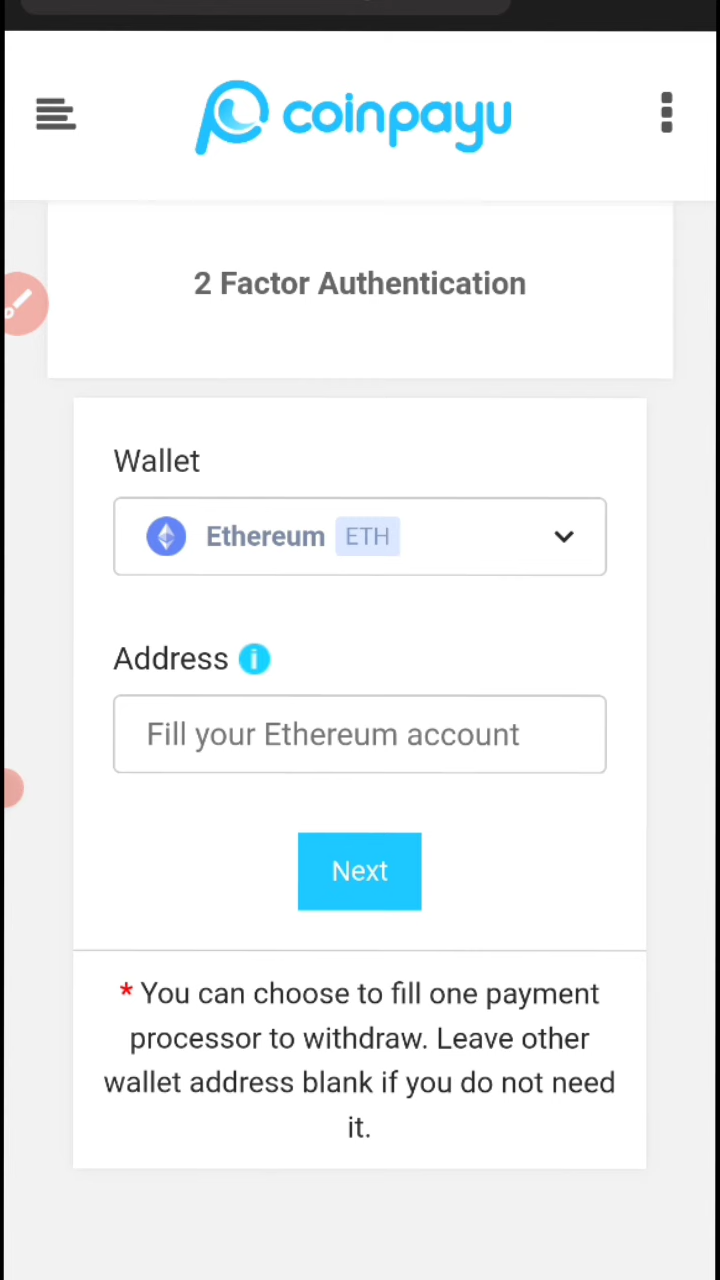 coinpayu
2 Factor Authentication
Wallet
Ethereum ETH
Address i
Fill your Ethereum account
Next
* You can choose to fill one payment
processor to withdraw. Leave other
wallet address blank if you do not need
it.